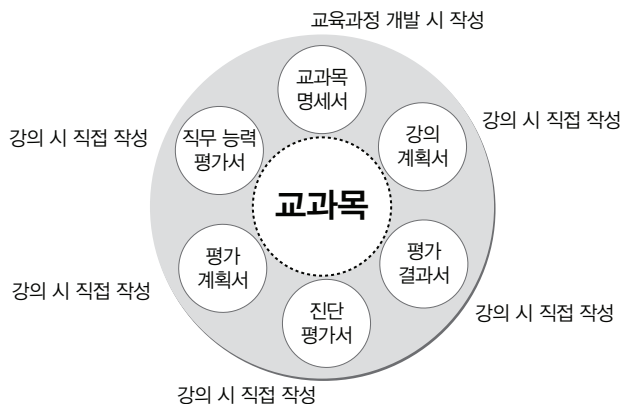 교육과정 개발 시 작성
교과목
명세서
강의 시 직접 작성
직무 능력
평가서
강의 시 직접 작성
강의
계획서
교과목
강의 시 직접 작성
평가
계획서
평가
결과서
강의 시 직접 작성
진단
평가서
강의 시 직접 작성